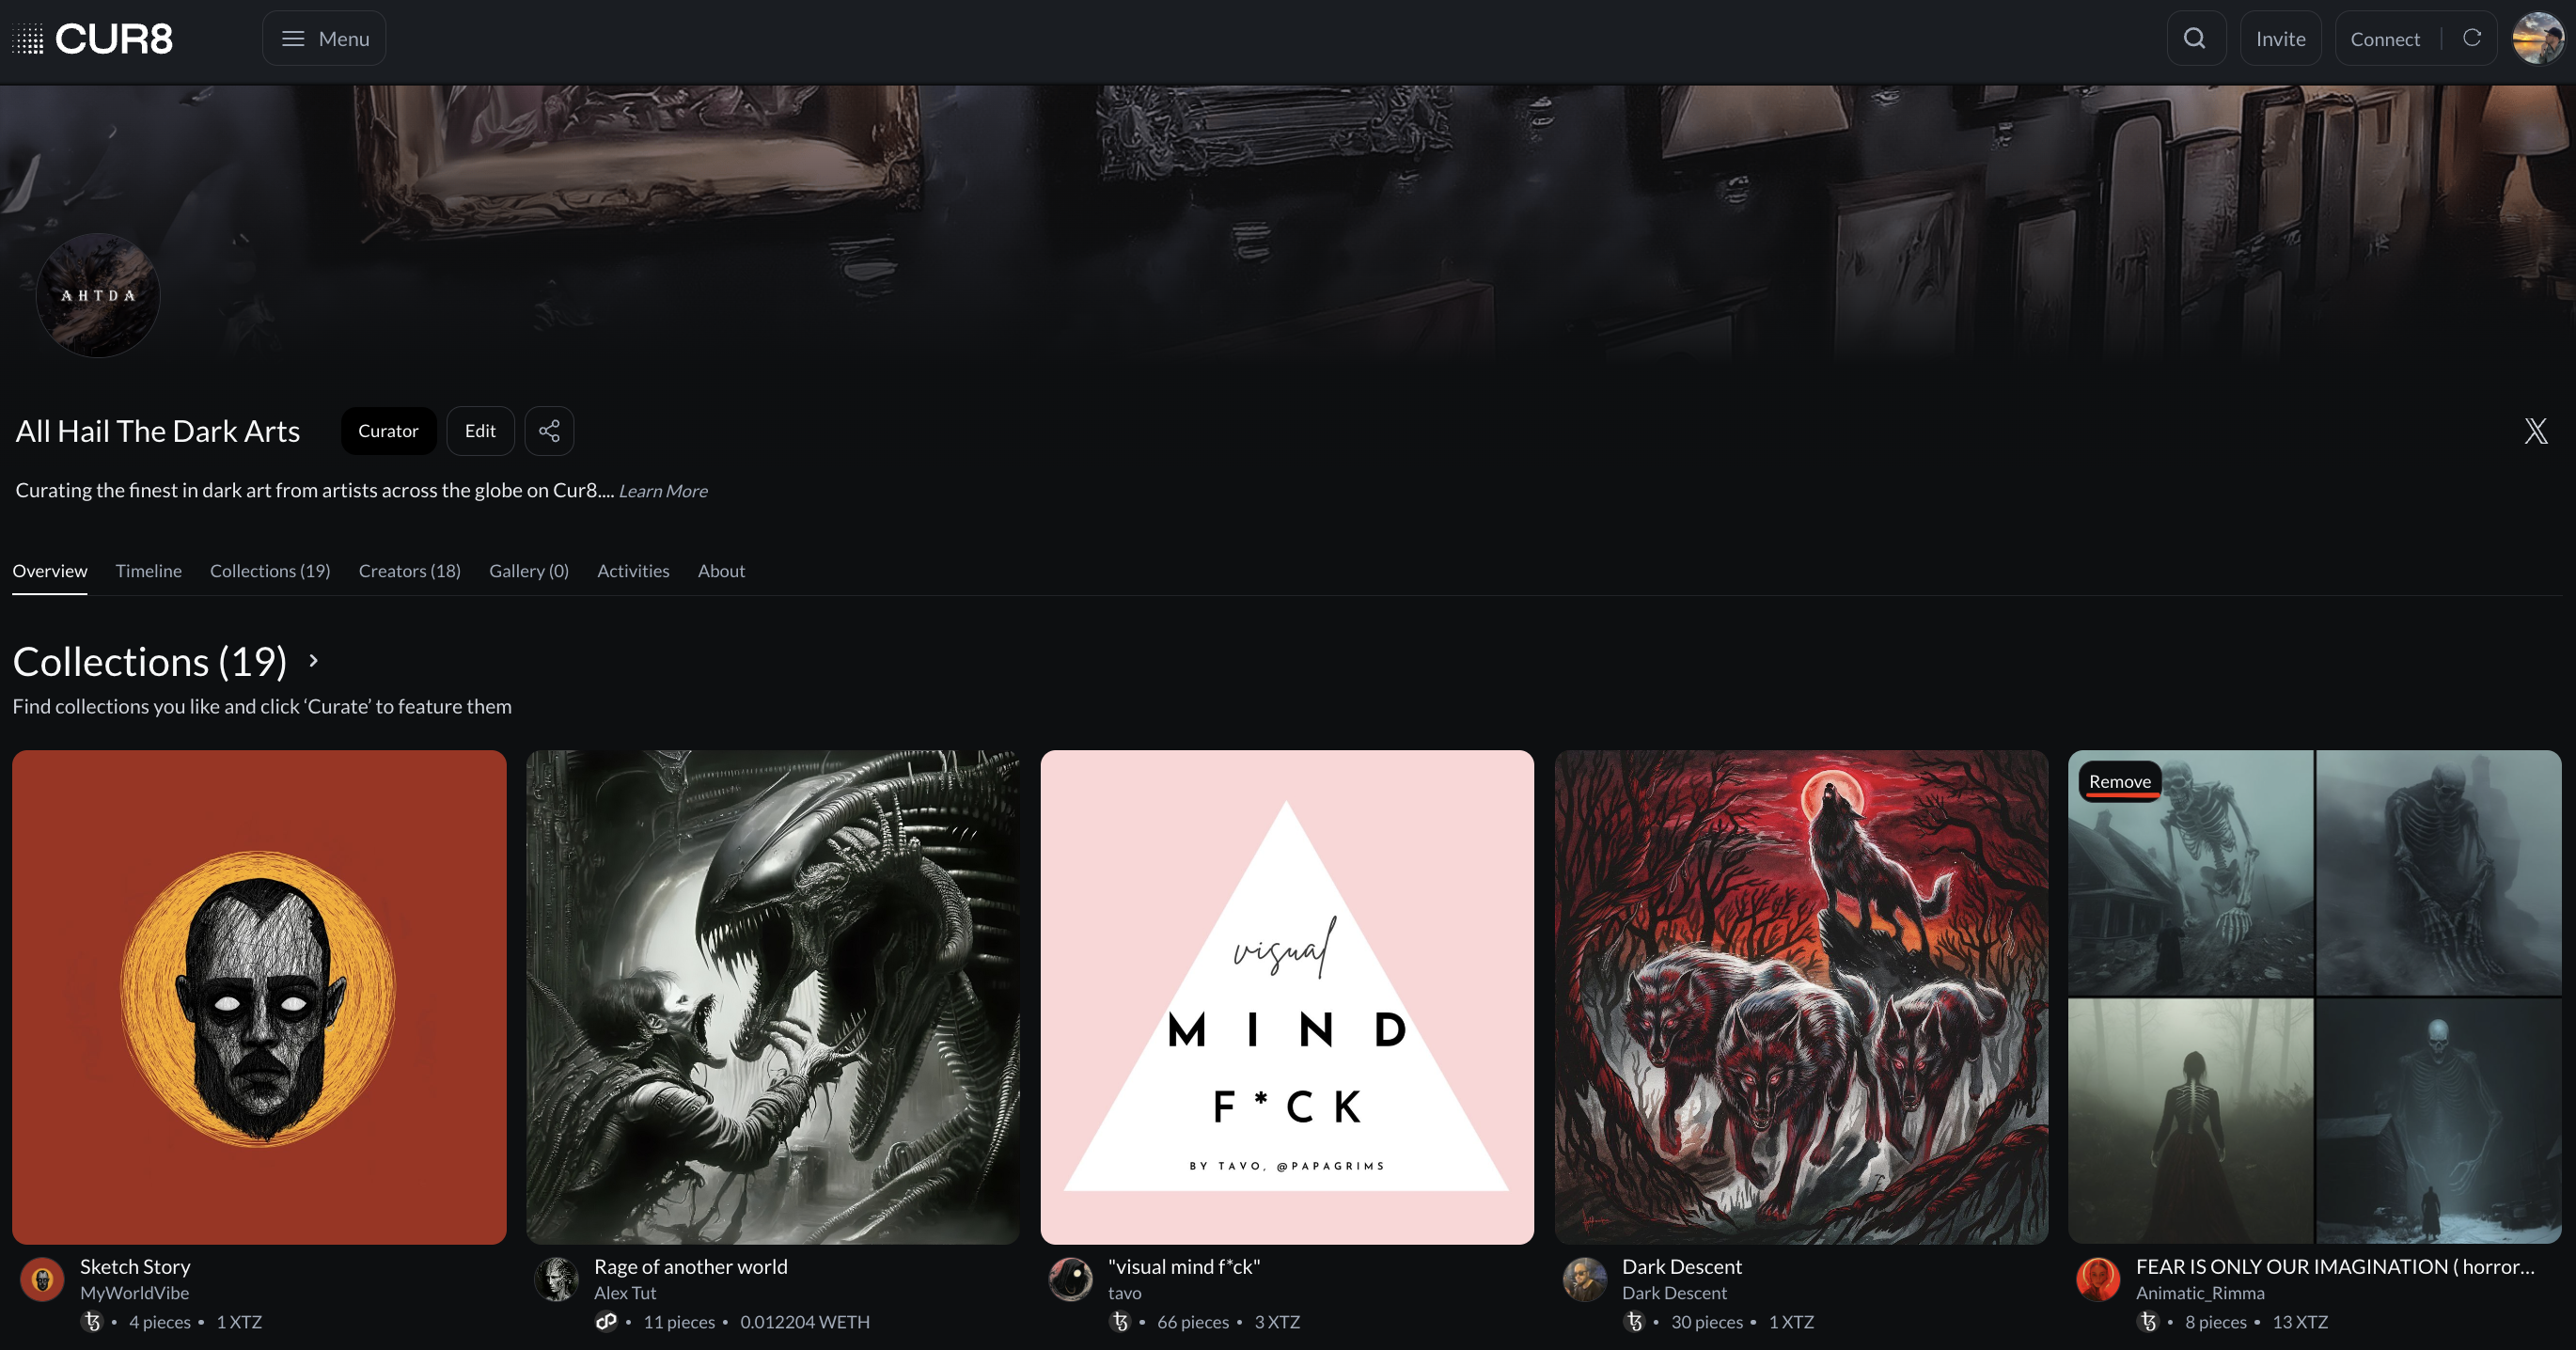 CUR8
Menu
Invite
Connect
AHTDA
All Hail The Dark Arts
Curator
Edit
Curating the finest in dark art from artists across the globe on Cur8.... Learn More
Overview Timeline Collections (19) Creators (18) Gallery (0) Activities About
Collections (19)
Find collections you like and click ‘Curate’ to feature them
visual
MIND
F*CK
BY TAVO, @PAPAGRIMS
Remove
Sketch Story
MyWorldVibe
• 4 pieces • 1 XTZ
Rage of another world
Alex Tut
• 11 pieces • 0.012204 WETH
"visual mind f*ck"
tavo
• 66 pieces • 3 XTZ
Dark Descent
Dark Descent
• 30 pieces • 1 XTZ
FEAR IS ONLY OUR IMAGINATION ( horror...
Animatic_Rimma
• 8 pieces • 13 XTZ